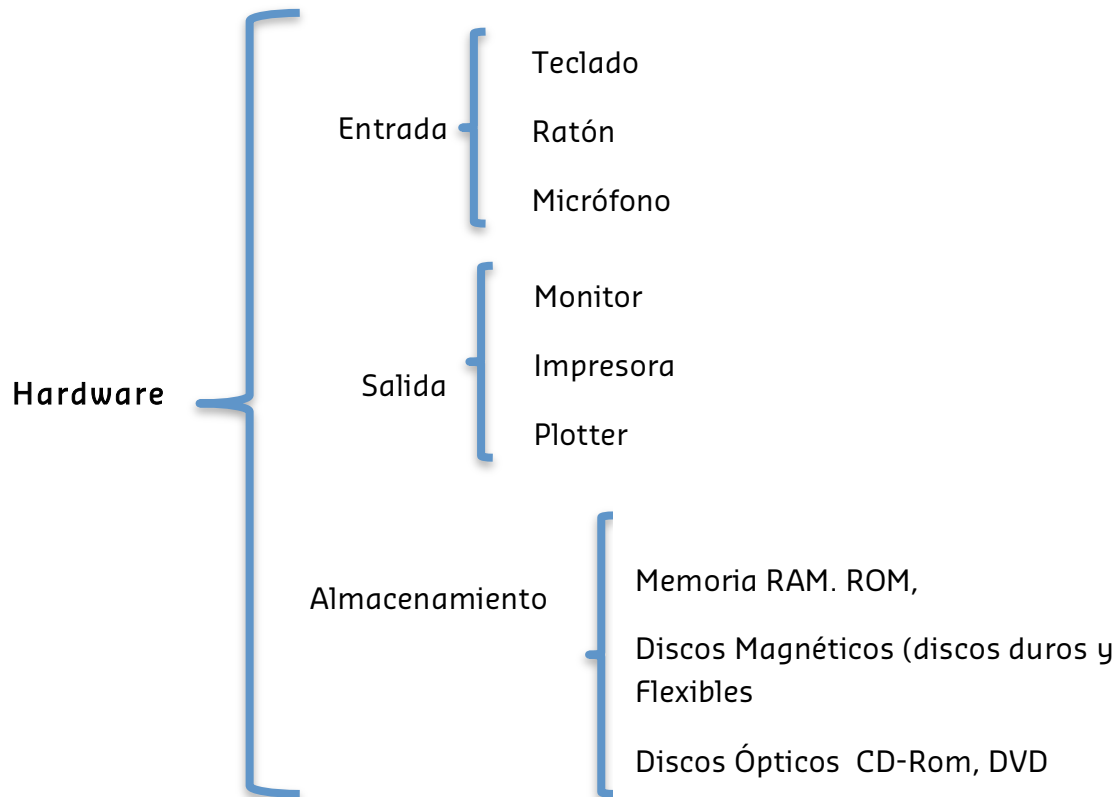 Hardware
Entrada
Teclado
Ratón
Micrófono
Salida
Monitor
Impresora
Plotter
Almacenamiento
Memoria RAM. ROM,
Discos Magnéticos (discos duros y
Flexibles
Discos Ópticos  CD-Rom, DVD